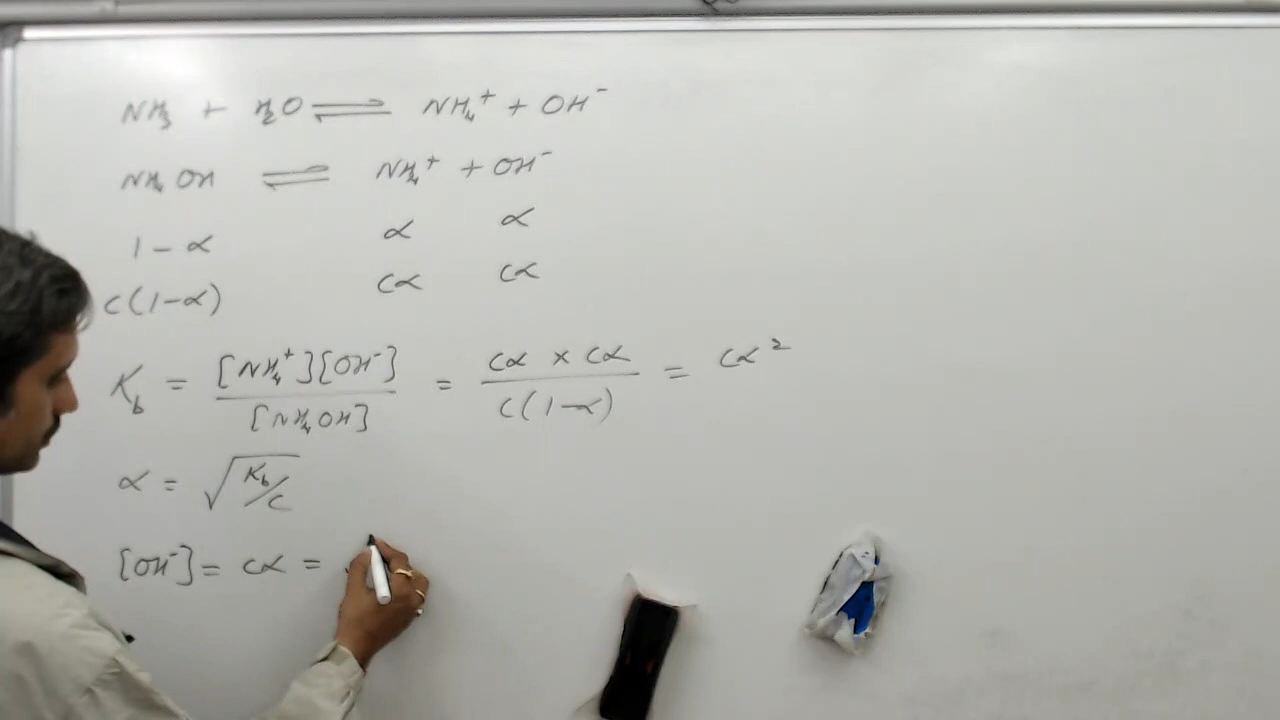 NH₃ + H₂O ⇌ NH₄⁺ + OH⁻
NH₄OH ⇌ NH₄⁺ + OH⁻
1-α α α
c(1-α) cα cα
K_b = [NH₄⁺][OH⁻] / [NH₄OH] = cα × cα / c(1-α) = cα²
α = √(K_b/c)
[OH⁻] = cα =